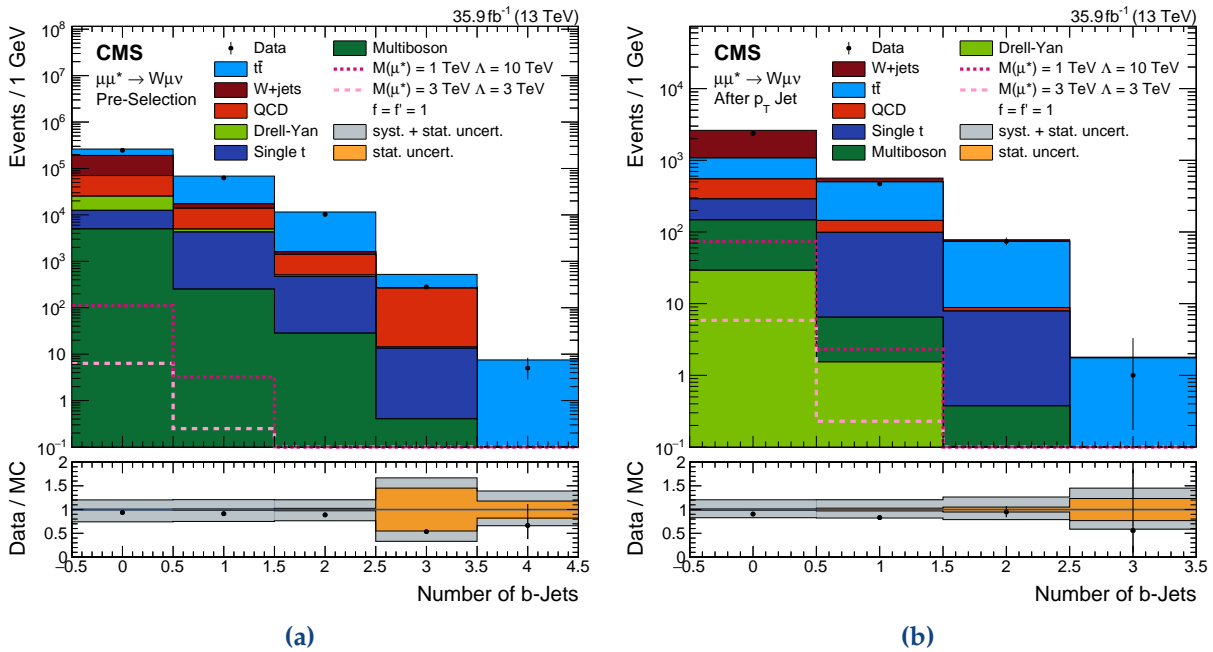 35.9 fb⁻¹ (13 TeV)
Events / 1 GeV
10⁸
10⁷
10⁶
10⁵
10⁴
10³
10²
10
1
10⁻¹
CMS
μμ* → Wμν
Pre-Selection
Data
tt̄
W+jets
QCD
Drell-Yan
Single t
Multiboson
M(μ*) = 1 TeV Λ = 10 TeV
M(μ*) = 3 TeV Λ = 3 TeV
f = f' = 1
syst. + stat. uncert.
stat. uncert.
Data / MC
2
1.5
1
0.5
0
−0.5 0 0.5 1 1.5 2 2.5 3 3.5 4 4.5
Number of b-Jets
(a)
35.9 fb⁻¹ (13 TeV)
Events / 1 GeV
10⁴
10³
10²
10
1
10⁻¹
CMS
μμ* → Wμν
After p_T Jet
Data
W+jets
tt̄
QCD
Single t
Multiboson
Drell-Yan
M(μ*) = 1 TeV Λ = 10 TeV
M(μ*) = 3 TeV Λ = 3 TeV
f = f' = 1
syst. + stat. uncert.
stat. uncert.
Data / MC
2
1.5
1
0.5
0
−0.5 0 0.5 1 1.5 2 2.5 3 3.5
Number of b-Jets
(b)